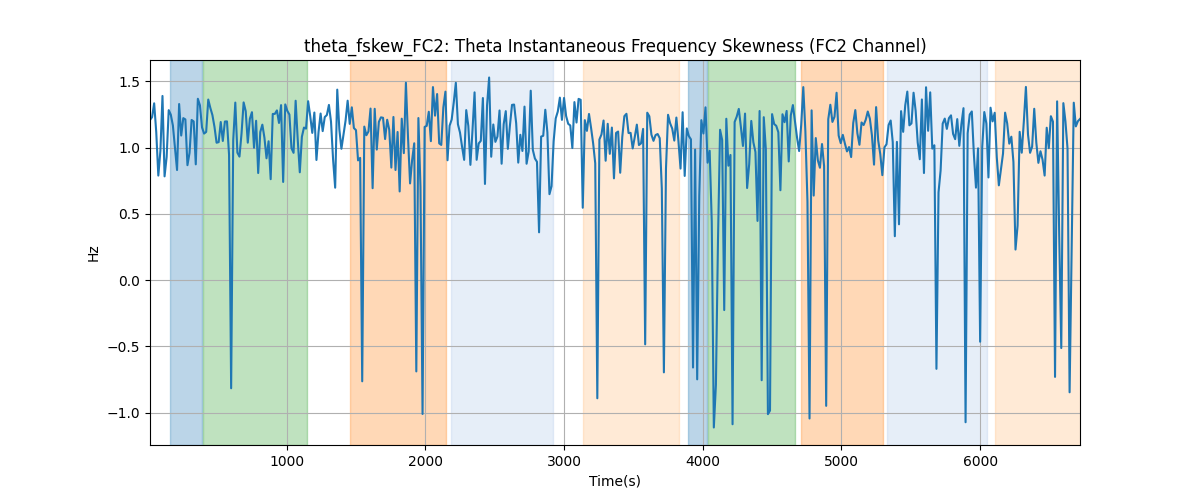 theta_fskew_FC2: Theta Instantaneous Frequency Skewness (FC2 Channel)
1.5
1.0
0.5
0.0
−0.5
−1.0
Hz
1000 2000 3000 4000 5000 6000
Time(s)